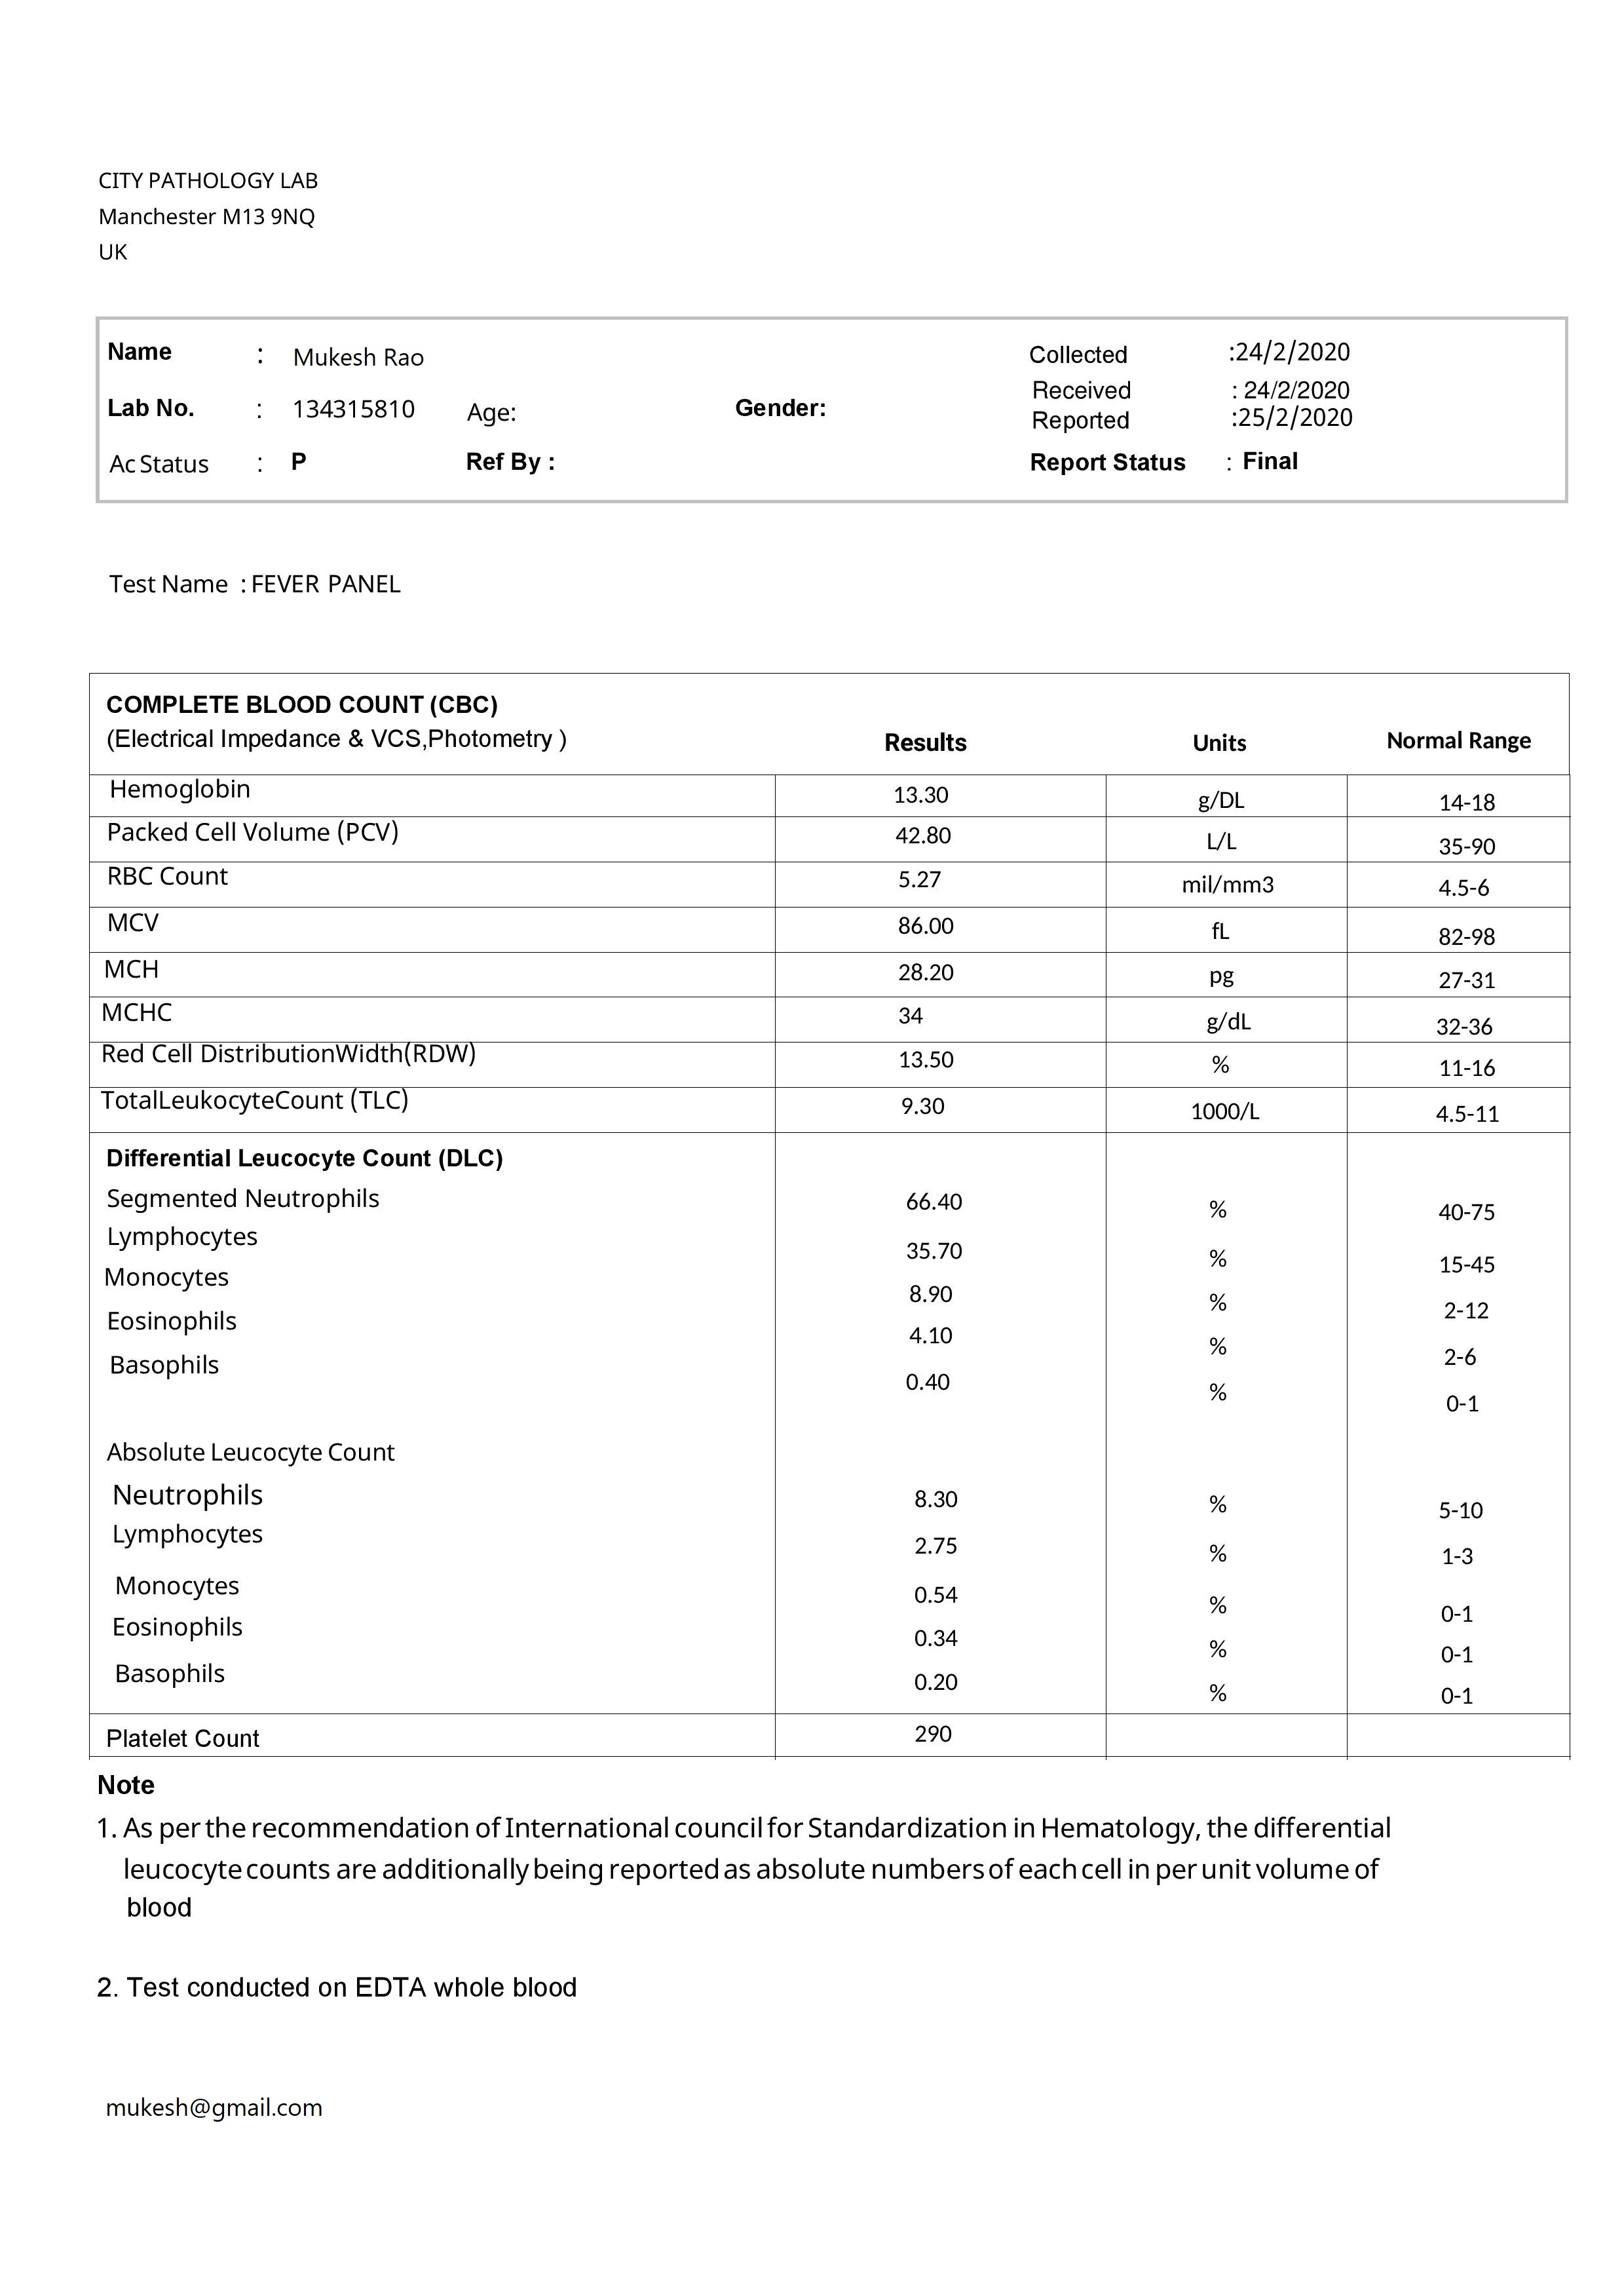 CITY PATHOLOGY LAB
Manchester M13 9NQ
UK
Name : Mukesh Rao Collected :24/2/2020
Received : 24/2/2020
Lab No. : 134315810 Age: Gender: Reported :25/2/2020
Ac Status : P Ref By : Report Status : Final
Test Name : FEVER PANEL
COMPLETE BLOOD COUNT (CBC)
(Electrical Impedance & VCS,Photometry ) Results Units Normal Range
Hemoglobin 13.30 g/DL 14-18
Packed Cell Volume (PCV) 42.80 L/L 35-90
RBC Count 5.27 mil/mm3 4.5-6
MCV 86.00 fL 82-98
MCH 28.20 pg 27-31
MCHC 34 g/dL 32-36
Red Cell DistributionWidth(RDW) 13.50 % 11-16
TotalLeukocyteCount (TLC) 9.30 1000/L 4.5-11
Differential Leucocyte Count (DLC)
Segmented Neutrophils 66.40 % 40-75
Lymphocytes 35.70 % 15-45
Monocytes 8.90 % 2-12
Eosinophils 4.10 % 2-6
Basophils 0.40 % 0-1
Absolute Leucocyte Count
Neutrophils 8.30 % 5-10
Lymphocytes 2.75 % 1-3
Monocytes 0.54 % 0-1
Eosinophils 0.34 % 0-1
Basophils 0.20 % 0-1
Platelet Count 290
Note
1. As per the recommendation of International council for Standardization in Hematology, the differential
leucocyte counts are additionally being reported as absolute numbers of each cell in per unit volume of
blood
2. Test conducted on EDTA whole blood
mukesh@gmail.com